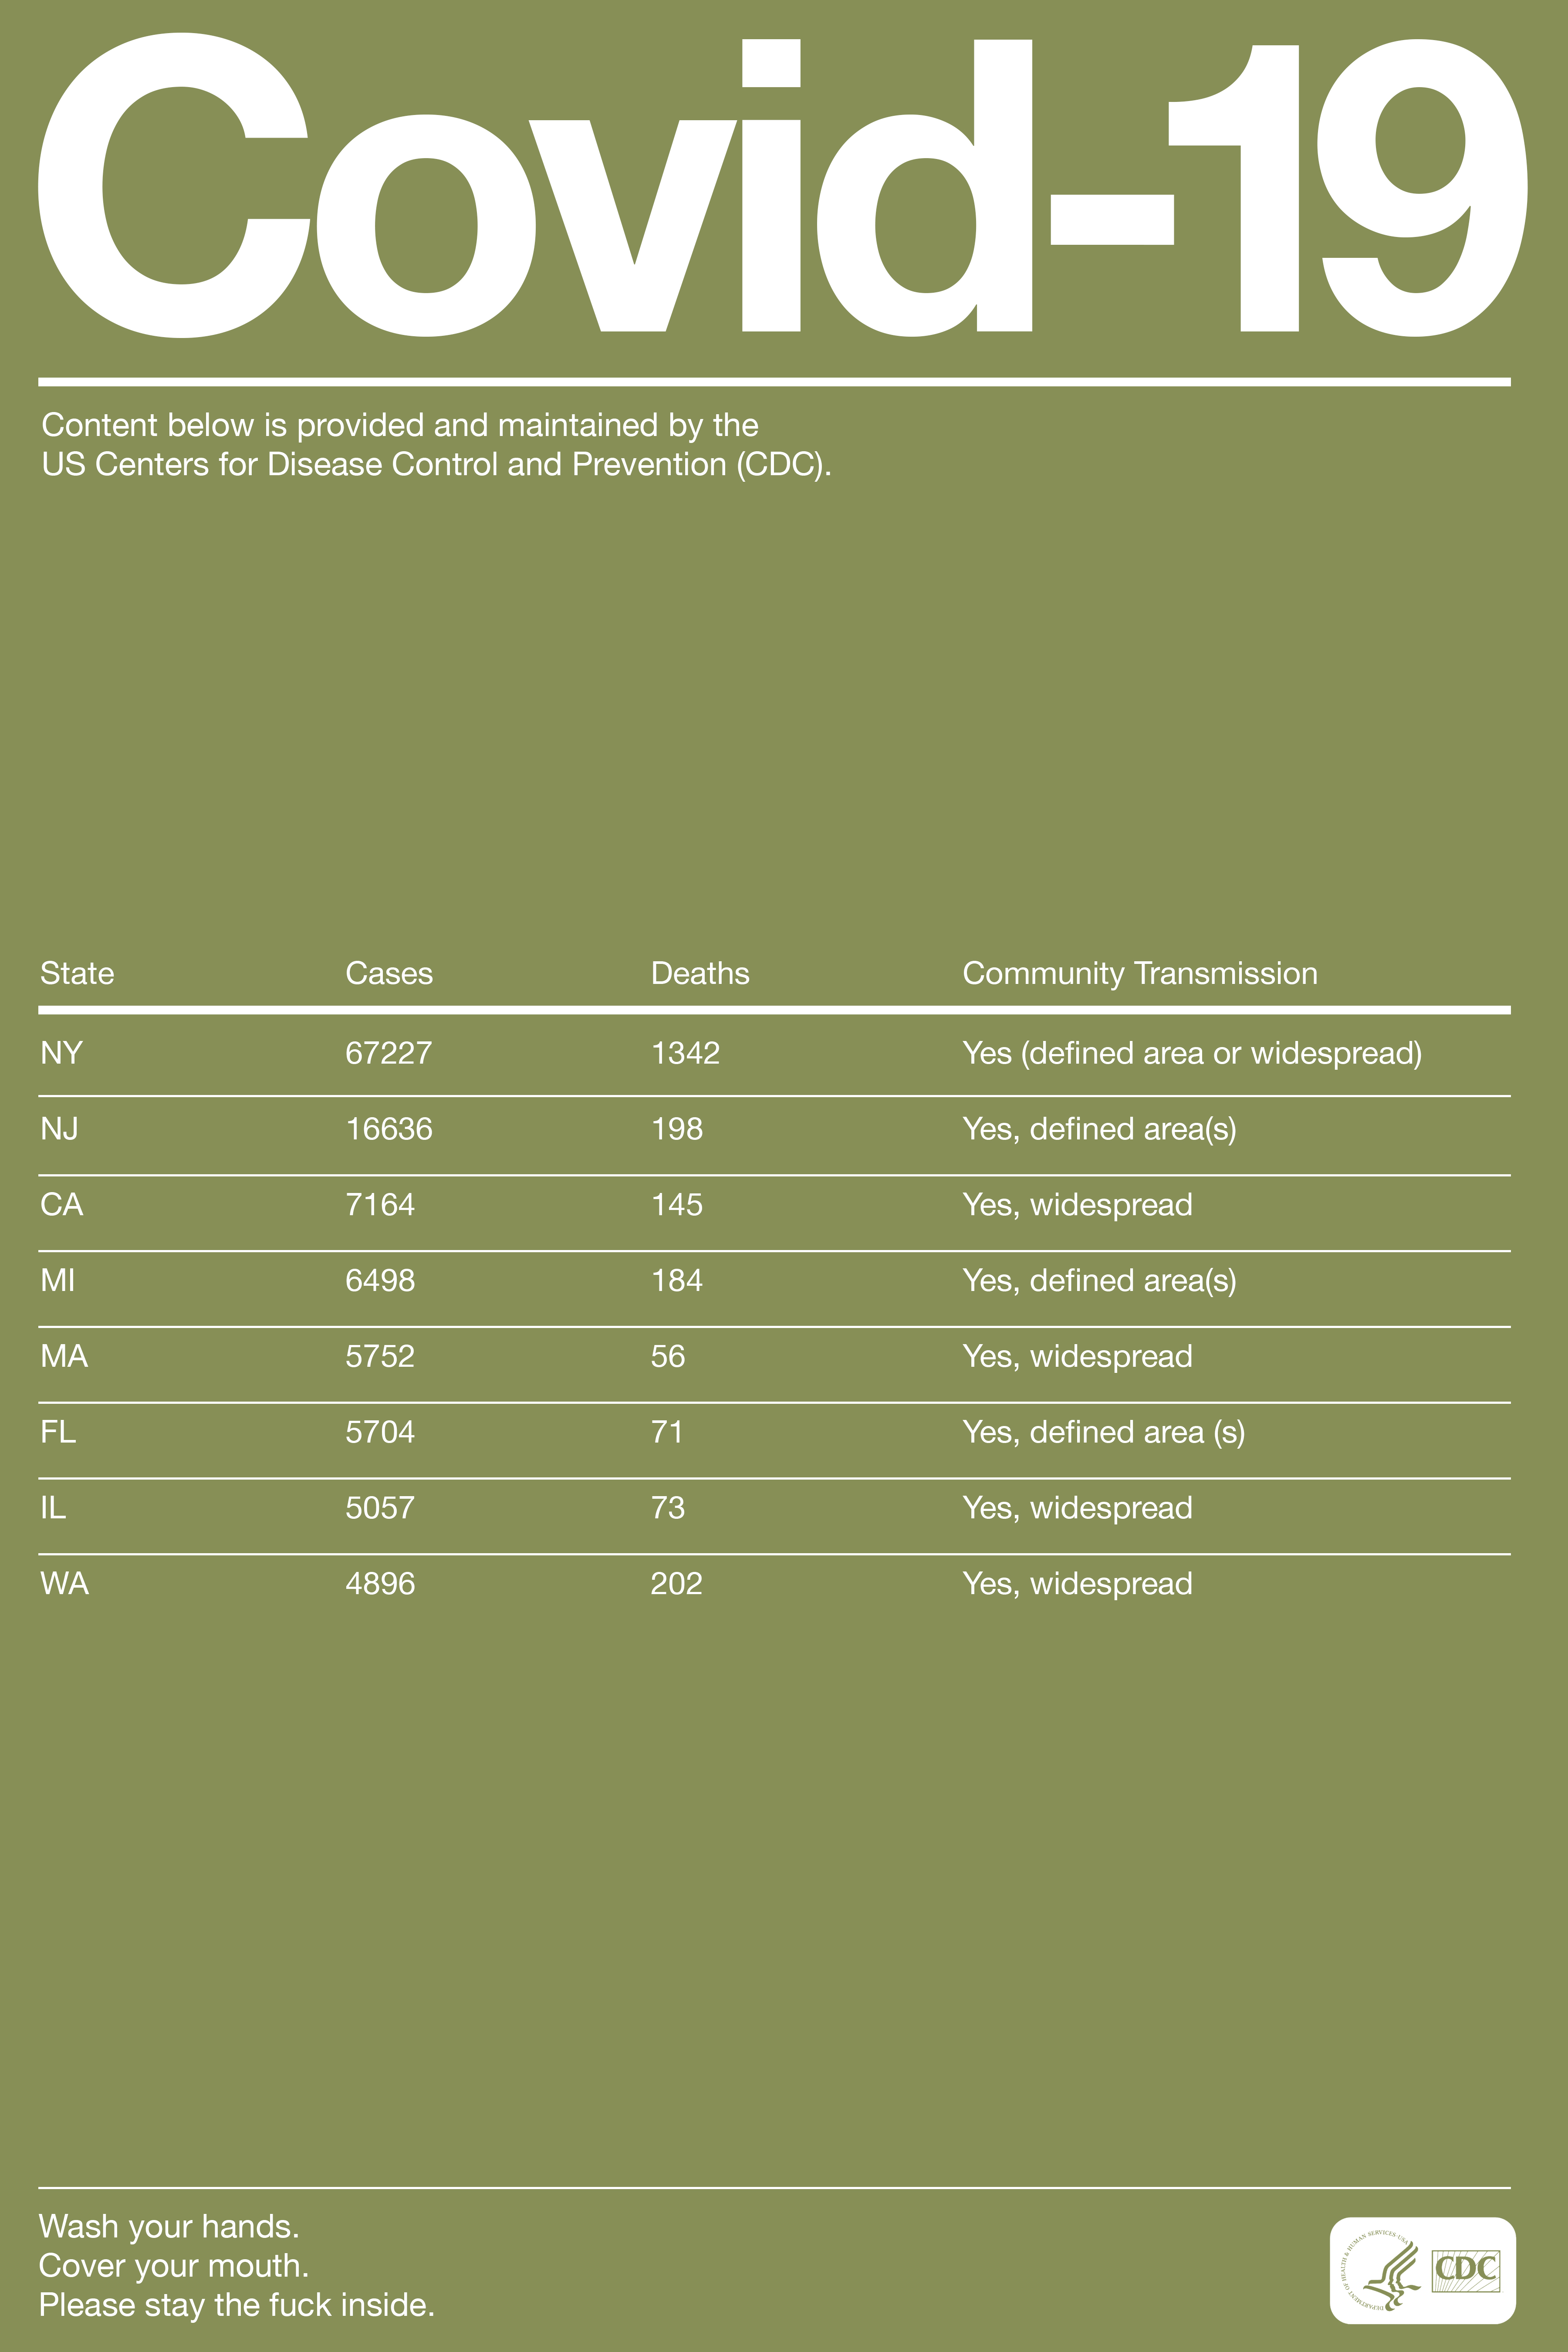 Covid-19
Content below is provided and maintained by the
US Centers for Disease Control and Prevention (CDC).
State Cases Deaths Community Transmission
NY 67227 1342 Yes (defined area or widespread)
NJ 16636 198 Yes, defined area(s)
CA 7164 145 Yes, widespread
MI 6498 184 Yes, defined area(s)
MA 5752 56 Yes, widespread
FL 5704 71 Yes, defined area (s)
IL 5057 73 Yes, widespread
WA 4896 202 Yes, widespread
Wash your hands.
Cover your mouth.
Please stay the fuck inside.
DEPARTMENT OF HEALTH & HUMAN SERVICES·USA
CDC